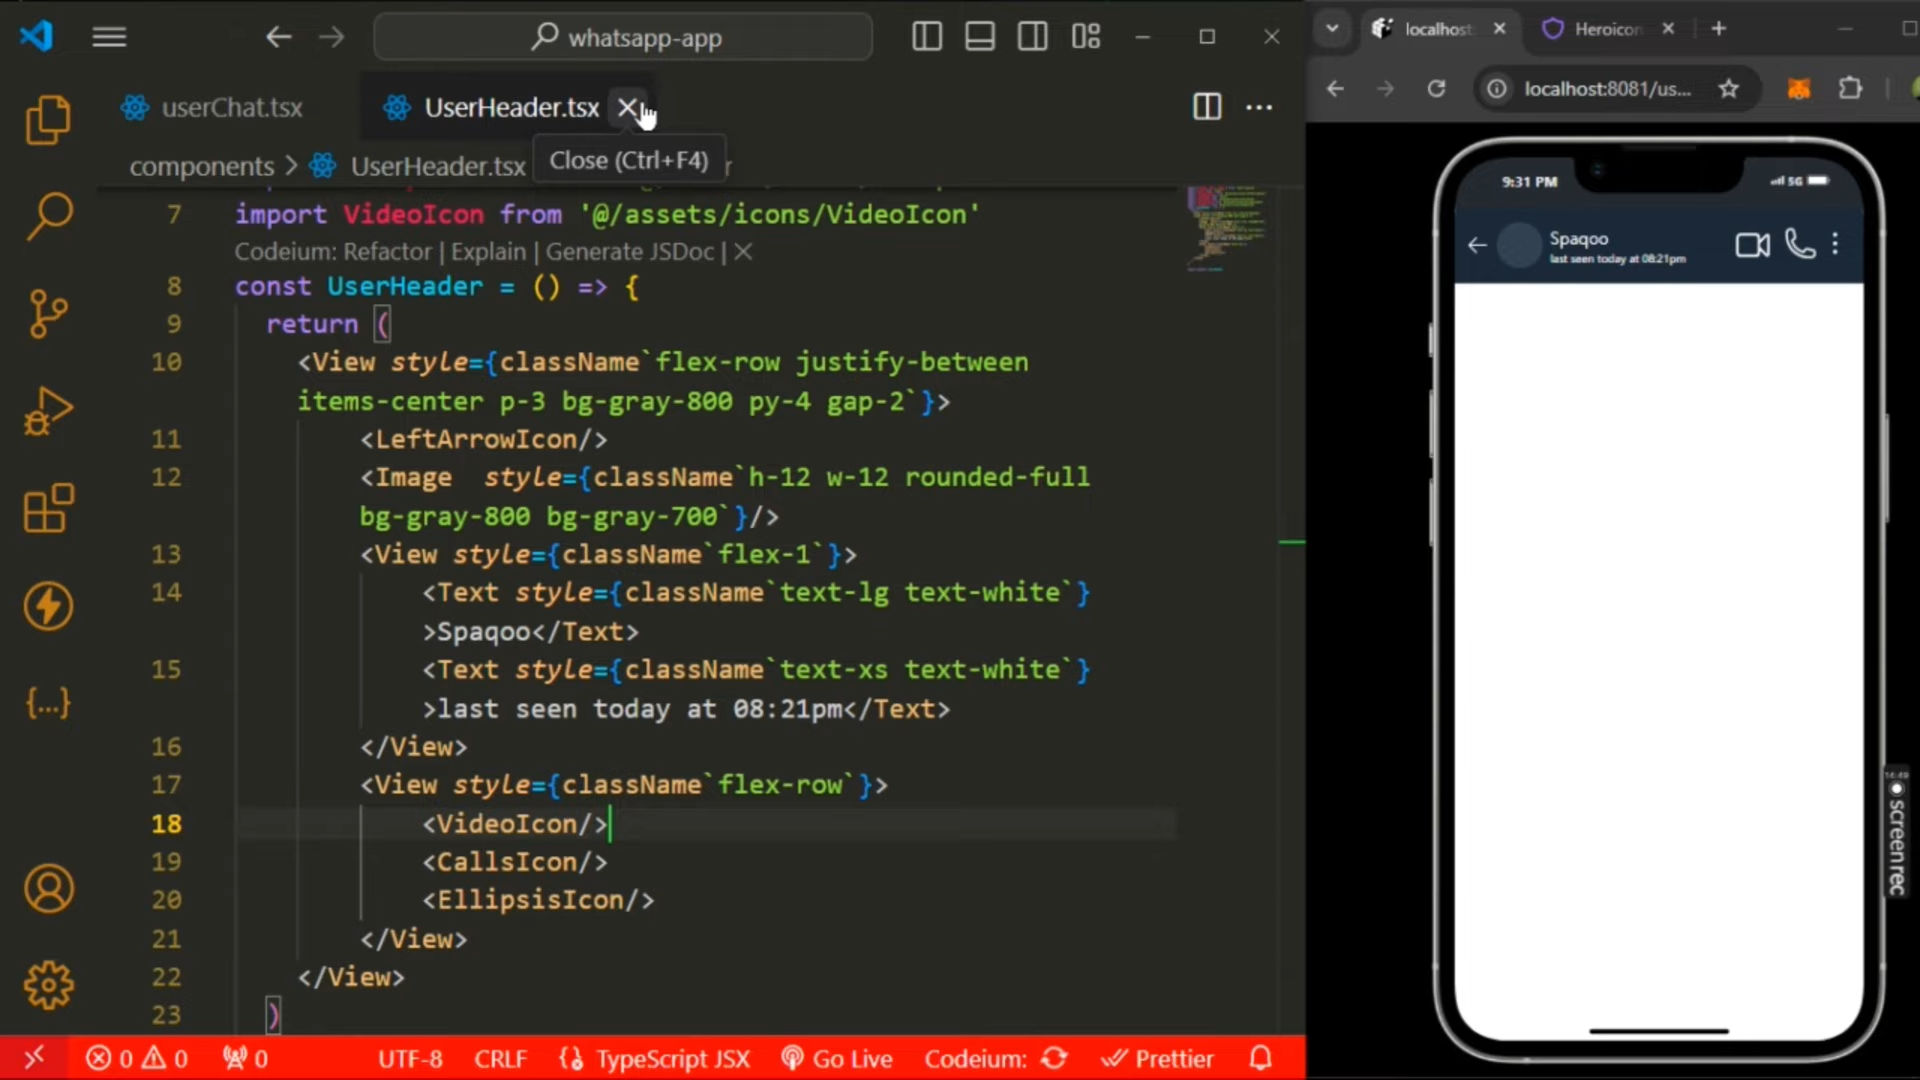 whatsapp-app
userChat.tsx
UserHeader.tsx
components > UserHeader.tsx
Close (Ctrl+F4)
7 import VideoIcon from '@/assets/icons/VideoIcon'
Codeium: Refactor | Explain | Generate JSDoc | ×
8 const UserHeader = () => {
9 return (
10 <View style={className`flex-row justify-between
items-center p-3 bg-gray-800 py-4 gap-2`}>
11 <LeftArrowIcon/>
12 <Image style={className`h-12 w-12 rounded-full
bg-gray-800 bg-gray-700`}/>
13 <View style={className`flex-1`}>
14 <Text style={className`text-lg text-white`}
>Spaqoo</Text>
15 <Text style={className`text-xs text-white`}
>last seen today at 08:21pm</Text>
16 </View>
17 <View style={className`flex-row`}>
18 <VideoIcon/>
19 <CallsIcon/>
20 <EllipsisIcon/>
21 </View>
22 </View>
23 )
0 0 0 UTF-8 CRLF {} TypeScript JSX Go Live Codeium: Prettier
localhost
Heroicon
localhost:8081/us...
9:31 PM
5G
Spaqoo
last seen today at 08:21pm
screenrec